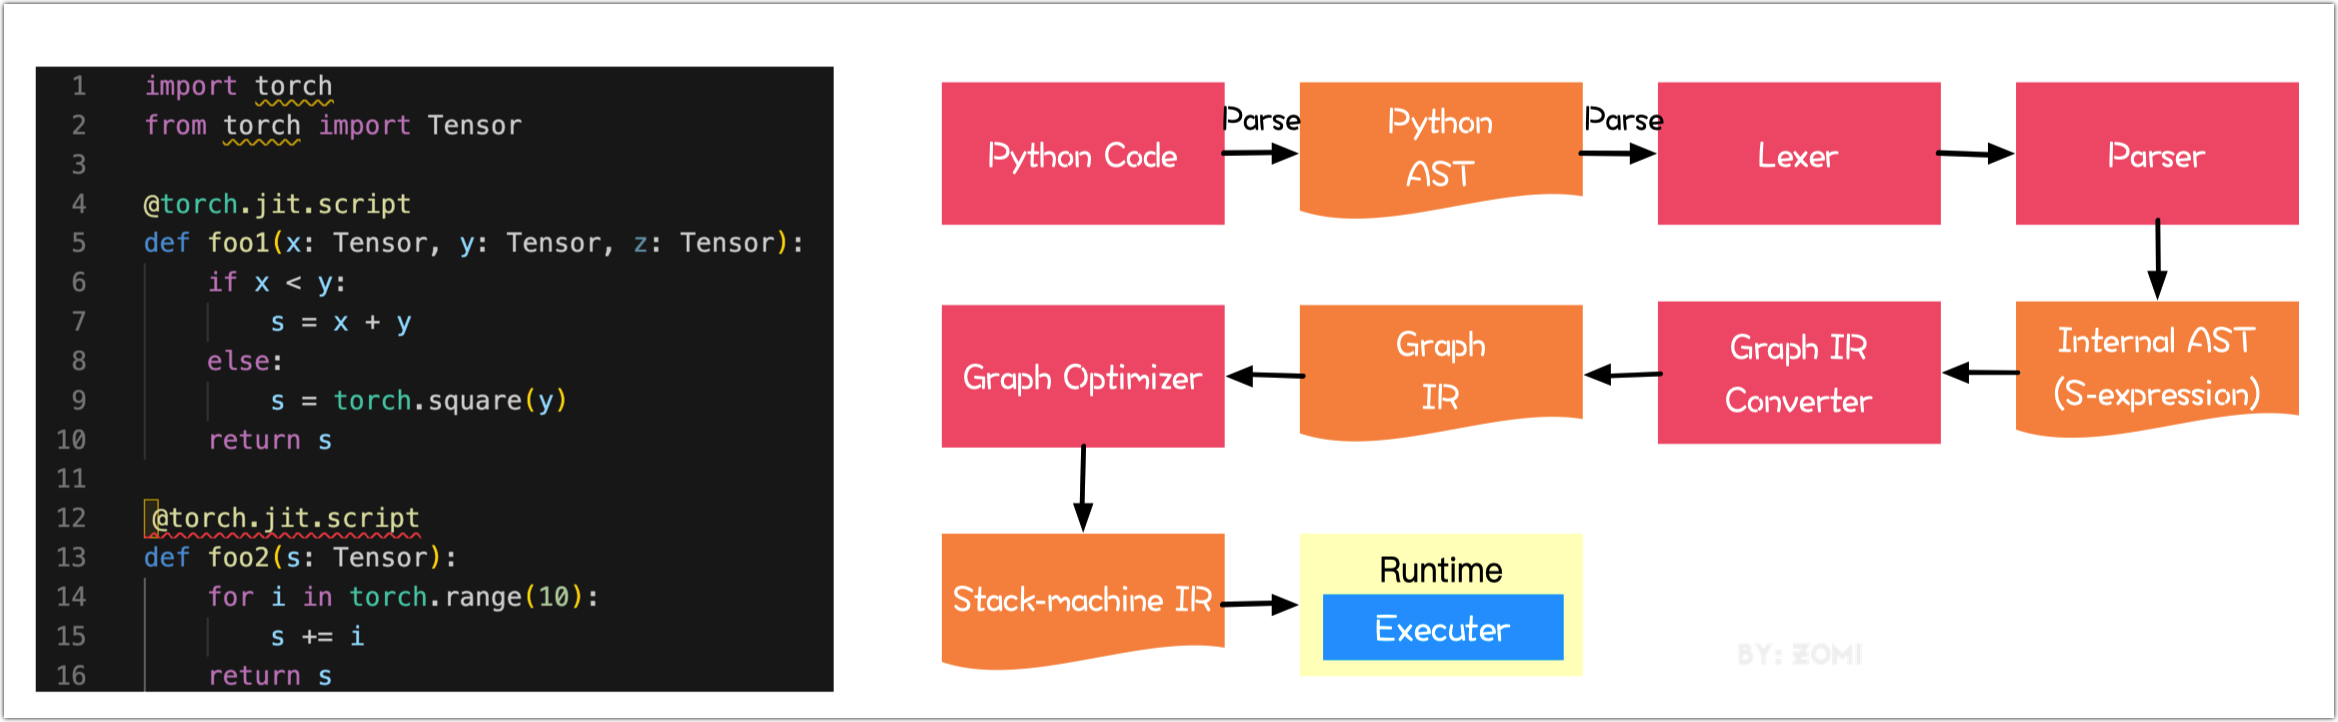 1 import torch
2 from torch import Tensor
3
4 @torch.jit.script
5 def foo1(x: Tensor, y: Tensor, z: Tensor):
6 if x < y:
7 s = x + y
8 else:
9 s = torch.square(y)
10 return s
11
12 @torch.jit.script
13 def foo2(s: Tensor):
14 for i in torch.range(10):
15 s += i
16 return s
Python Code
Parse
Python
AST
Parse
Lexer
Parser
Internal AST
(S-expression)
Graph IR
Converter
Graph
IR
Graph Optimizer
Stack-machine IR
Runtime
Executer
BY: ZOMI